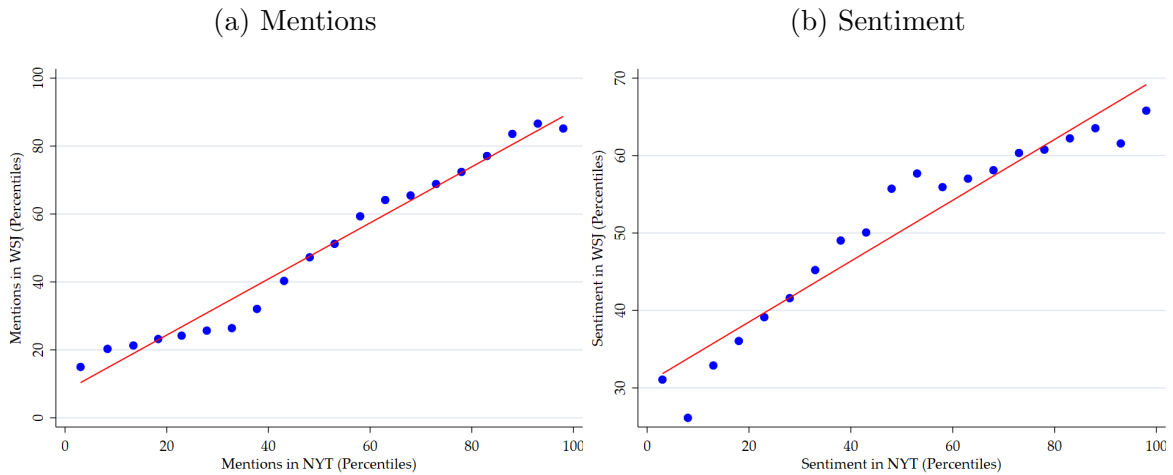 (a) Mentions
100
80
60
40
20
0
Mentions in WSJ (Percentiles)
0 20 40 60 80 100
Mentions in NYT (Percentiles)
(b) Sentiment
70
60
50
40
30
Sentiment in WSJ (Percentiles)
0 20 40 60 80 100
Sentiment in NYT (Percentiles)